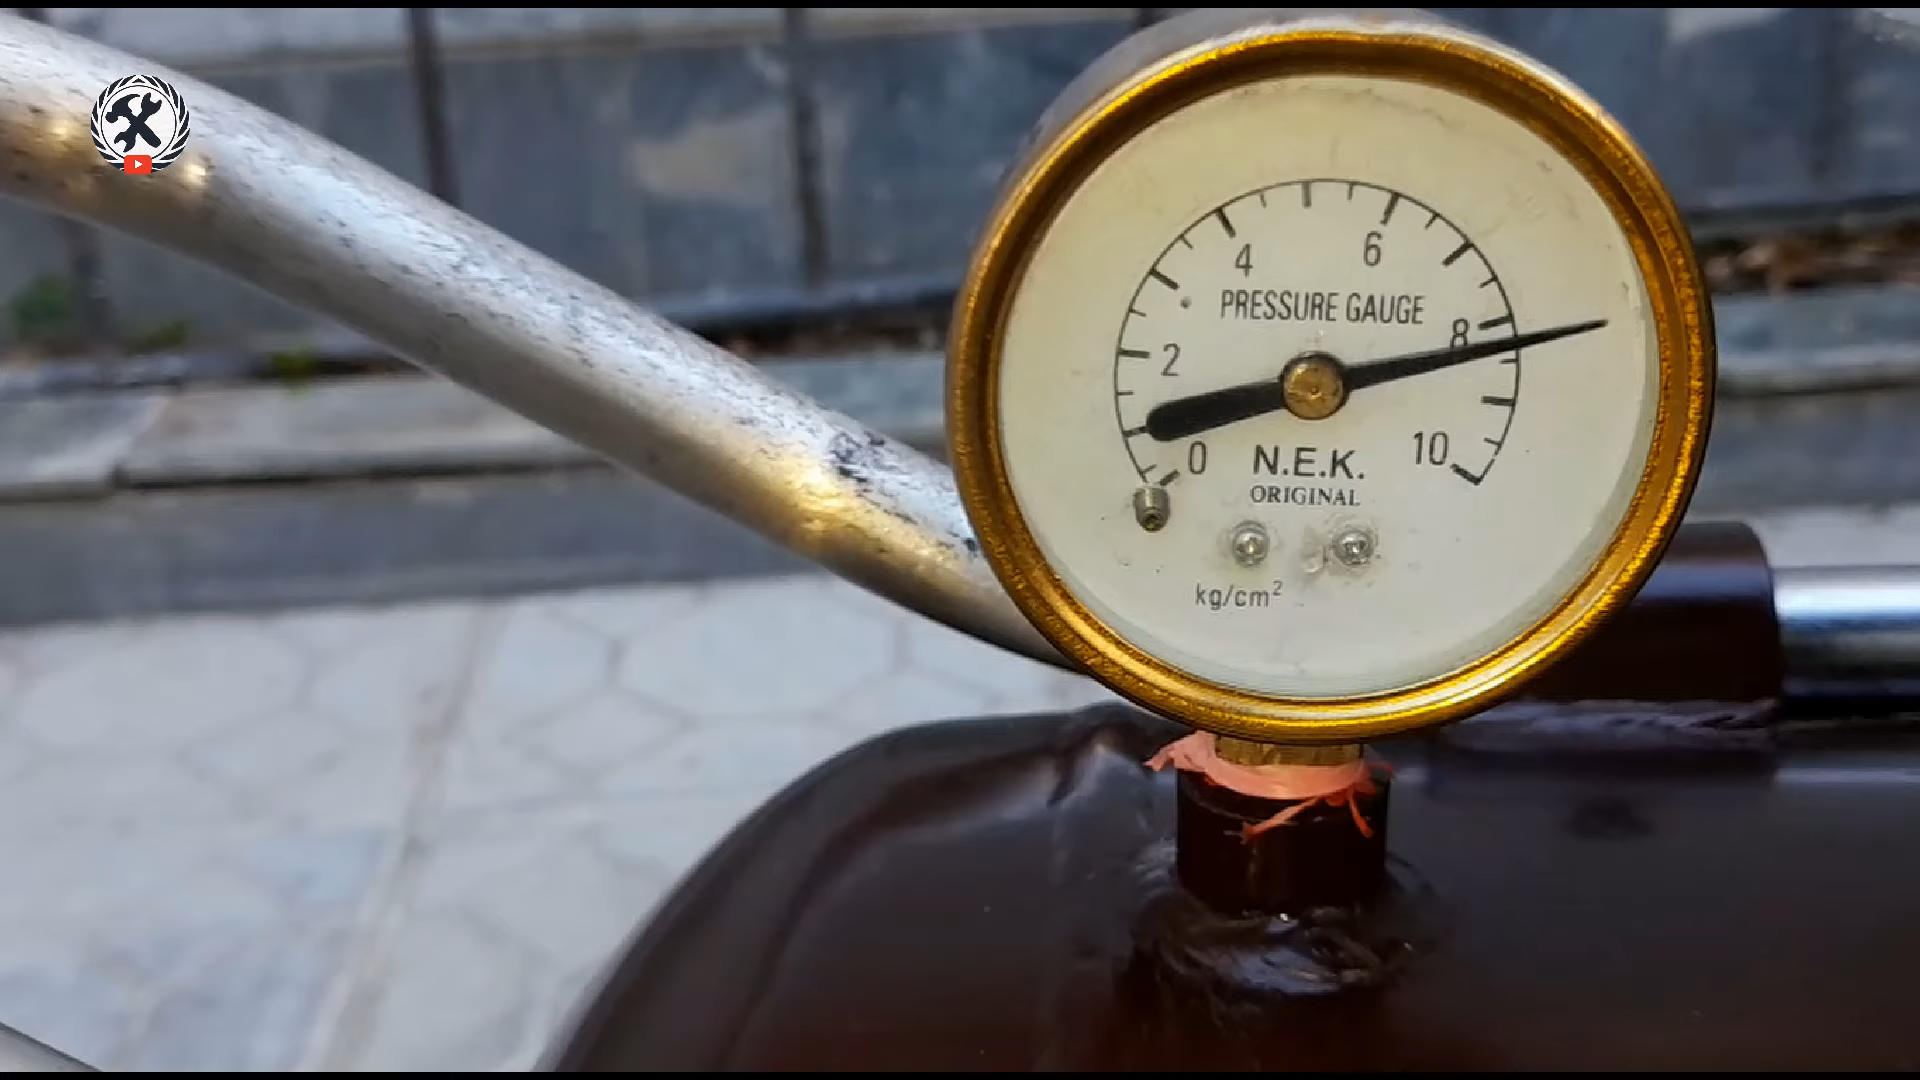 4 6
PRESSURE GAUGE
2 8
0 N.E.K. 10
ORIGINAL
kg/cm²